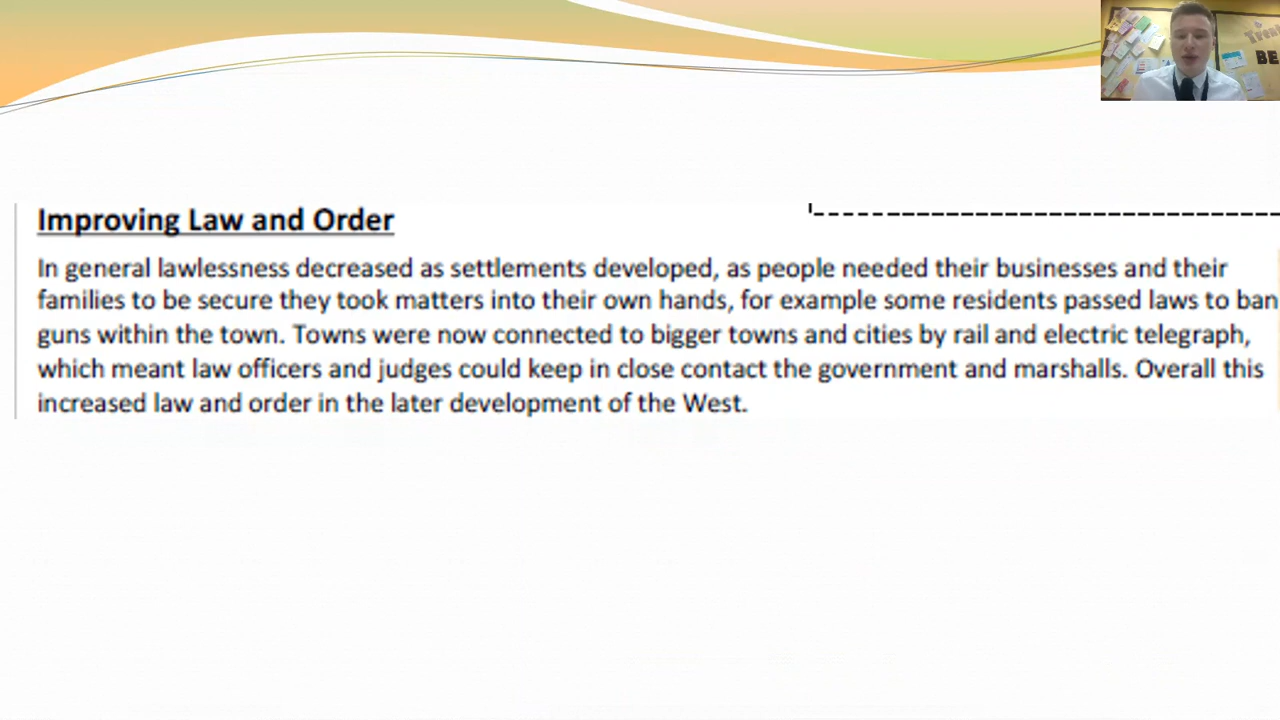 Improving Law and Order
In general lawlessness decreased as settlements developed, as people needed their businesses and their
families to be secure they took matters into their own hands, for example some residents passed laws to ban
guns within the town. Towns were now connected to bigger towns and cities by rail and electric telegraph,
which meant law officers and judges could keep in close contact the government and marshalls. Overall this
increased law and order in the later development of the West.
BE